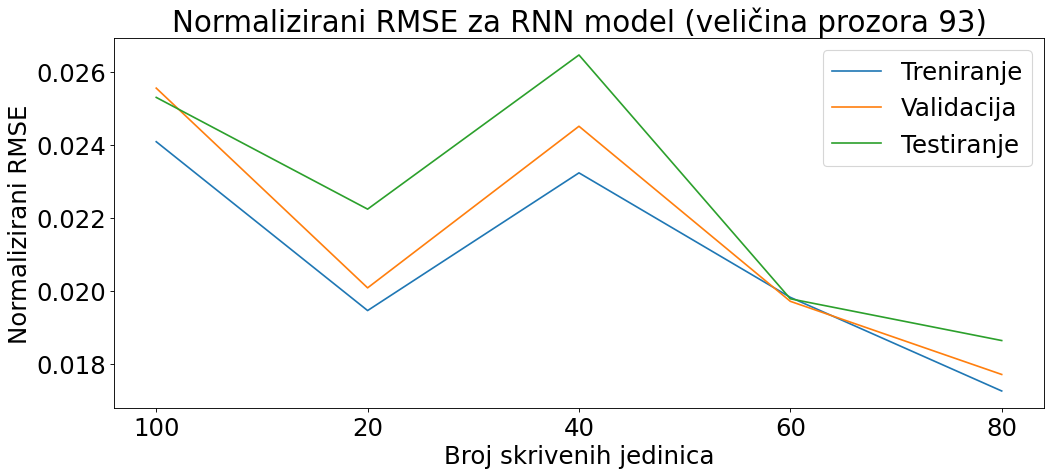 Normalizirani RMSE za RNN model (veličina prozora 93)
Treniranje
Validacija
Testiranje
Normalizirani RMSE
0.026
0.024
0.022
0.020
0.018
100 20 40 60 80
Broj skrivenih jedinica